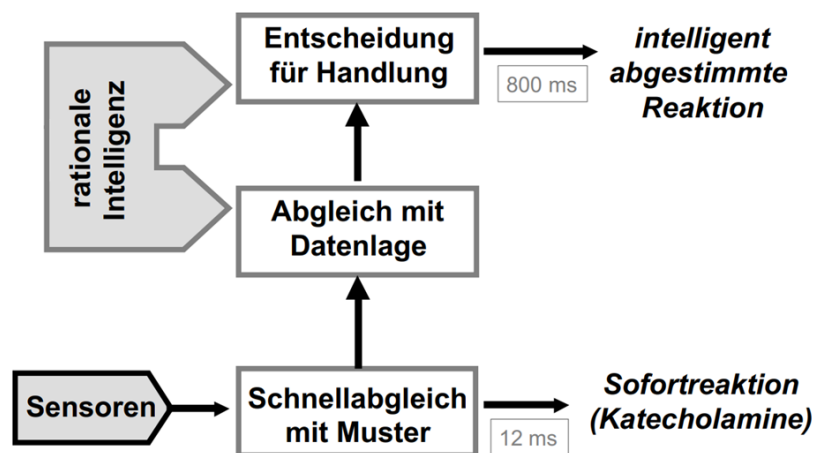 Entscheidung
für Handlung
800 ms
intelligent
abgestimmte
Reaktion
rationale
Intelligenz
Abgleich mit
Datenlage
Sensoren
Schnellabgleich
mit Muster
12 ms
Sofortreaktion
(Katecholamine)